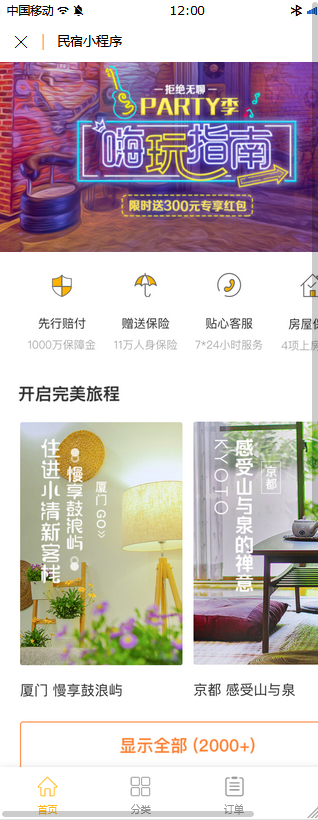 中国移动 12:00
民宿小程序
拒绝无聊
PARTY季
嗨玩指南
限时送300元专享红包
先行赔付 赠送保险 贴心客服 房屋保
1000万保障金 11万人身保险 7*24小时服务 4项上房
开启完美旅程
厦门 GO》
慢享鼓浪屿
住进小清新客栈
京都
感受山与泉的禅意
KYOTO
厦门 慢享鼓浪屿 京都 感受山与泉
显示全部 (2000+)
首页 分类 订单